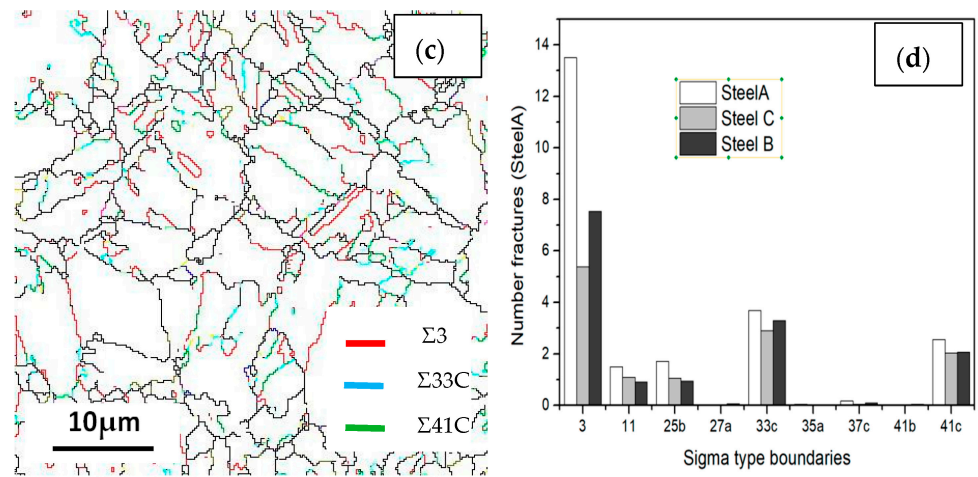 (c)
Σ3
Σ33C
Σ41C
10μm
(d)
SteelA
Steel C
Steel B
Number fractures (SteelA)
14
12
10
8
6
4
2
0
3 11 25b 27a 33c 35a 37c 41b 41c
Sigma type boundaries